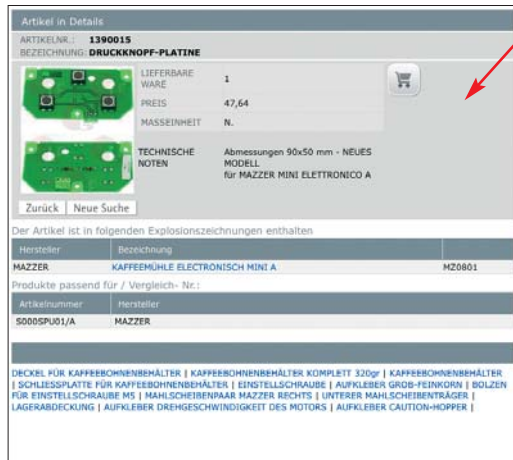 Artikel in Details
ARTIKELNR.: 1390015
BEZEICHNUNG: DRUCKKNOPF-PLATINE
LIEFERBARE WARE 1
PREIS 47,64
MASSEINHEIT N.
TECHNISCHE NOTEN Abmessungen 90x50 mm - NEUES
MODELL
für MAZZER MINI ELETTRONICO A
Zurück Neue Suche
Der Artikel ist in folgenden Explosionszeichnungen enthalten
Hersteller Bezeichnung
MAZZER KAFFEEMÜHLE ELECTRONISCH MINI A MZ0801
Produkte passend für / Vergleich- Nr.:
Artikelnummer Hersteller
S000SPU01/A MAZZER
DECKEL FÜR KAFFEEBOHNENBEHÄLTER | KAFFEEBOHNENBEHÄLTER KOMPLETT 320gr | KAFFEEBOHNENBEHÄLTER
| SCHLIESSPLATTE FÜR KAFFEEBOHNENBEHÄLTER | EINSTELLSCHRAUBE | AUFKLEBER GROB-FEINKORN | BOLZEN
FÜR EINSTELLSCHRAUBE M5 | MAHLSCHEIBENPAAR MAZZER RECHTS | UNTERER MAHLSCHEIBENTRÄGER |
LAGERABDECKUNG | AUFKLEBER DREHGESCHWINDIGKEIT DES MOTORS | AUFKLEBER CAUTION-HOPPER |